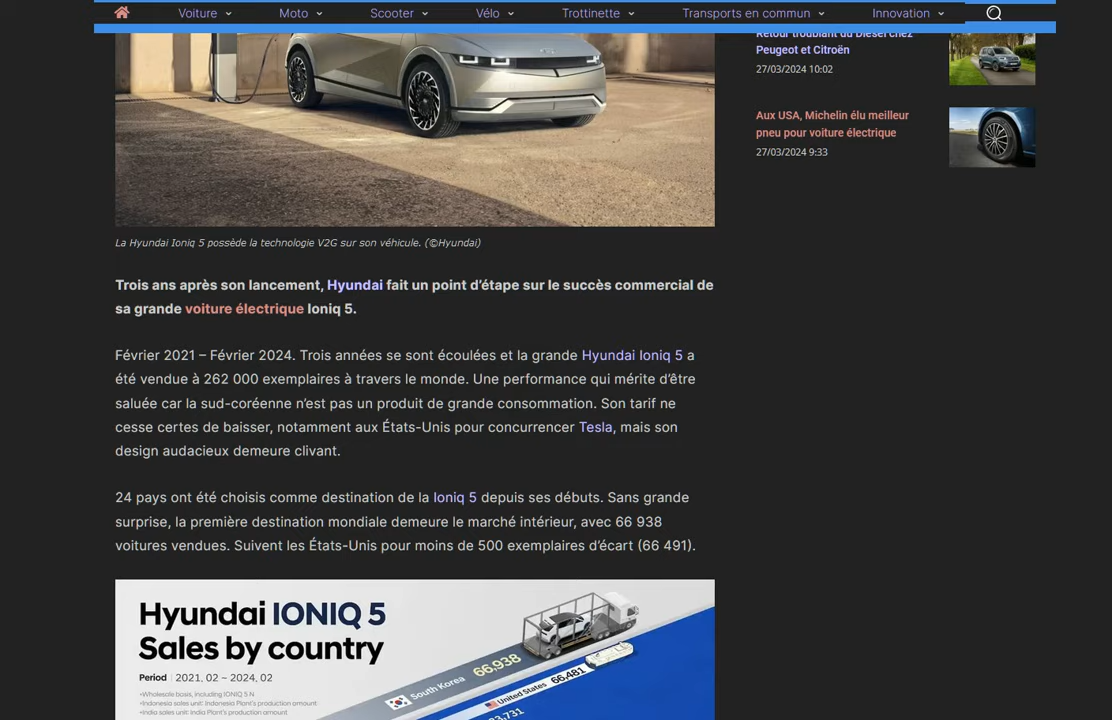 Voiture
Moto
Scooter
Vélo
Trottinette
Transports en commun
Innovation
Retour troublant du Diesel chez
Peugeot et Citroën
27/03/2024 10:02
Aux USA, Michelin élu meilleur
pneu pour voiture électrique
27/03/2024 9:33
La Hyundai Ioniq 5 possède la technologie V2G sur son véhicule. (©Hyundai)
Trois ans après son lancement, Hyundai fait un point d’étape sur le succès commercial de
sa grande voiture électrique Ioniq 5.
Février 2021 – Février 2024. Trois années se sont écoulées et la grande Hyundai Ioniq 5 a
été vendue à 262 000 exemplaires à travers le monde. Une performance qui mérite d’être
saluée car la sud-coréenne n’est pas un produit de grande consommation. Son tarif ne
cesse certes de baisser, notamment aux États-Unis pour concurrencer Tesla, mais son
design audacieux demeure clivant.
24 pays ont été choisis comme destination de la Ioniq 5 depuis ses débuts. Sans grande
surprise, la première destination mondiale demeure le marché intérieur, avec 66 938
voitures vendues. Suivent les États-Unis pour moins de 500 exemplaires d’écart (66 491).
Hyundai IONIQ 5
Sales by country
Period | 2021. 02 ~ 2024. 02
•Wholesale basis, including IONIQ 5 N
•Indonesia sales unit: Indonesia Plant's production amount
•India sales unit: India Plant's production amount
South Korea 66,938
United States 66,481